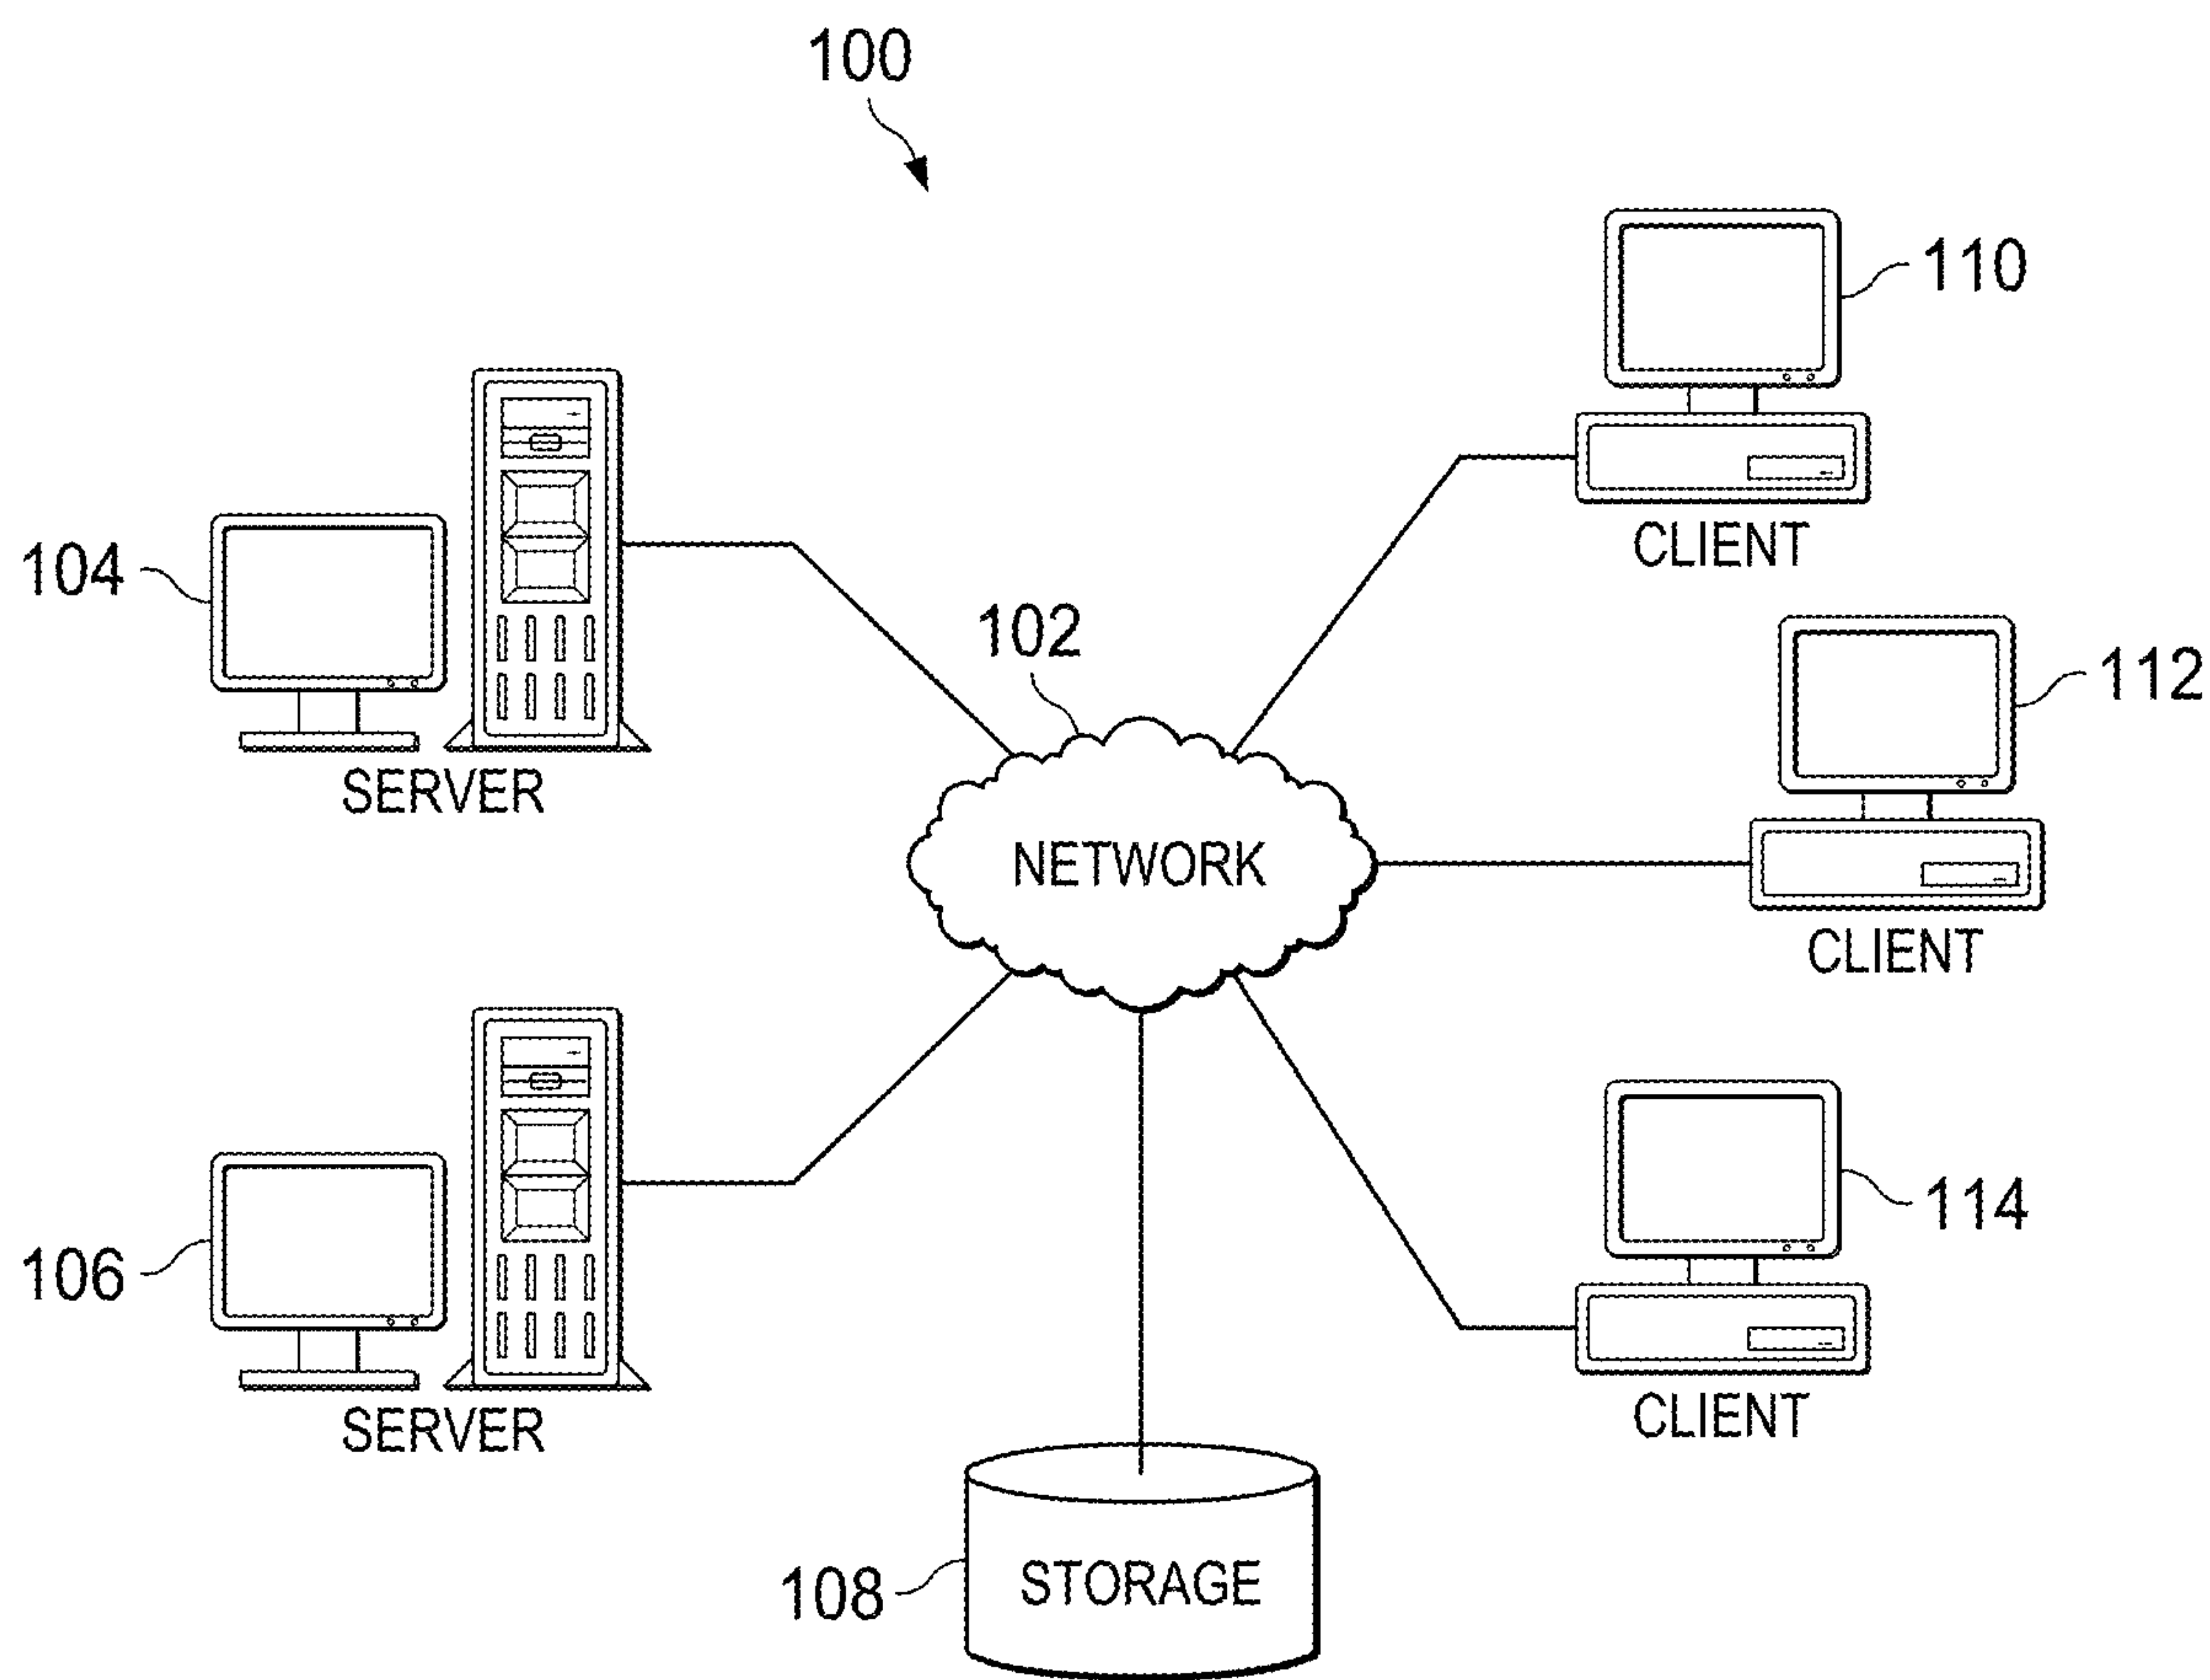 100
110
CLIENT
104
SERVER
102
112
NETWORK
CLIENT
106
SERVER
114
CLIENT
108
STORAGE